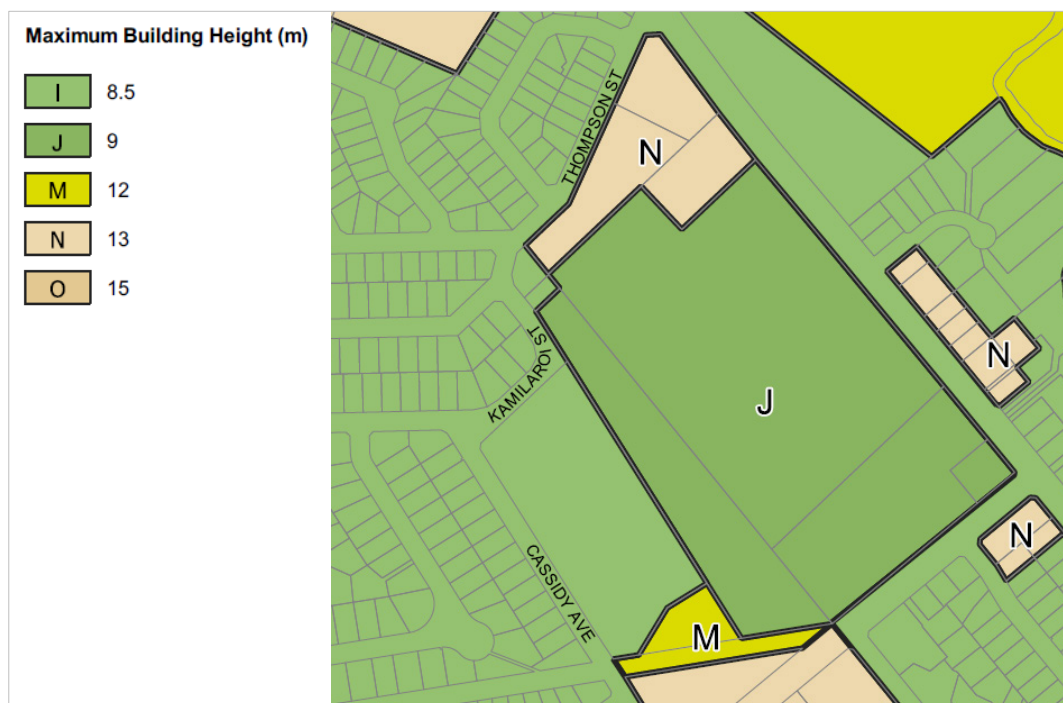 Maximum Building Height (m)
I 8.5
J 9
M 12
N 13
O 15
THOMPSON ST
N
KAMILAROI ST
N
J
N
CASSIDY AVE
M